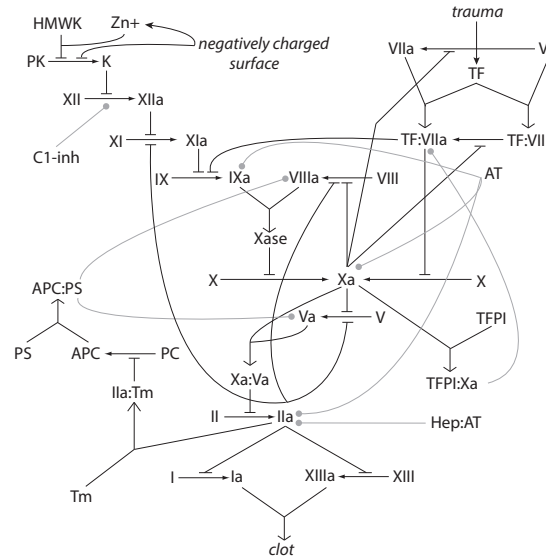 trauma
HMWK Zn+
negatively charged
surface
PK K
VIIa V
TF
XII XIIa
XI XIa
TF:VIIa TF:VII
C1-inh
IX IXa VIIIa VIII
AT
Xase
X Xa X
APC:PS
Va V
TFPI
PS APC PC
Xa:Va
TFPI:Xa
IIa:Tm
II IIa
Hep:AT
I Ia XIIIa XIII
Tm
clot